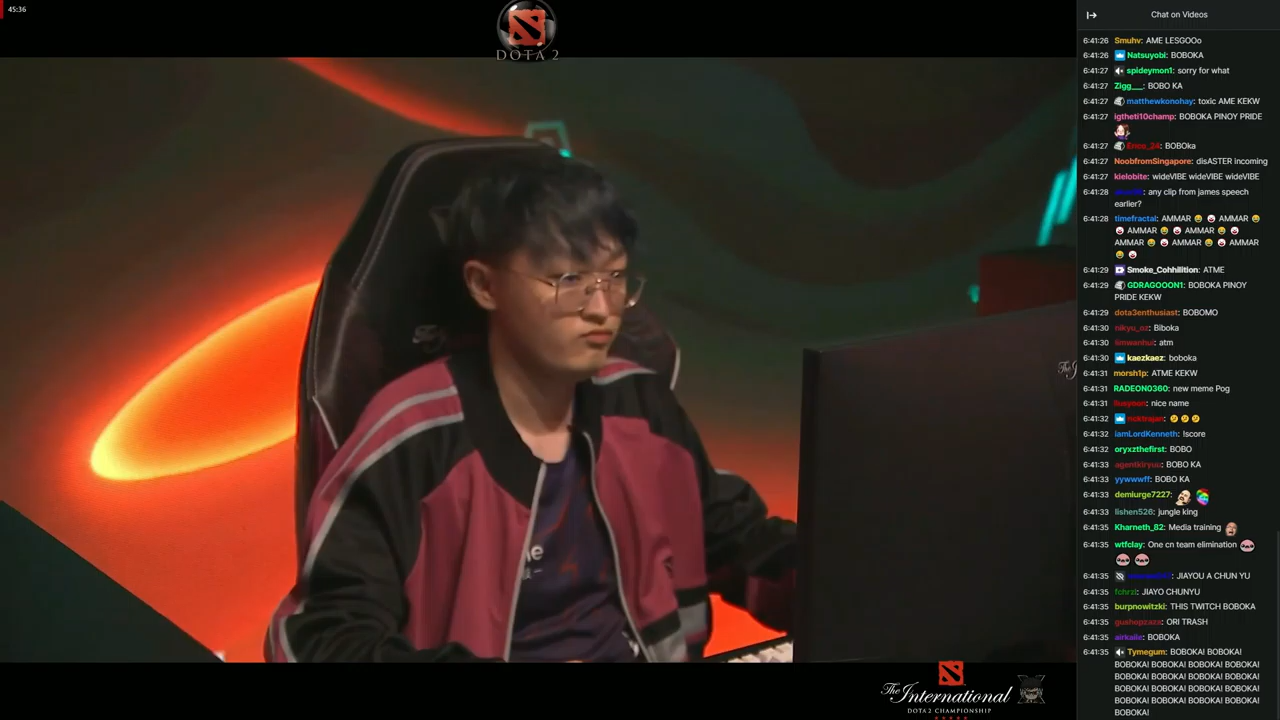 45:36
DOTA 2
The
The
International
DOTA 2 CHAMPIONSHIP
Chat on Videos
6:41:26 Smuhv: AME LESGOOo
6:41:26 Natsuyobi: BOBOKA
6:41:27 spideymon1: sorry for what
6:41:27 Zigg___: BOBO KA
6:41:27 matthewkonohay: toxic AME KEKW
6:41:27 igtheti10champ: BOBOKA PINOY PRIDE
6:41:27 Error_24: BOBOka
6:41:27 NoobfromSingapore: disASTER incoming
6:41:27 kielobite: wideVIBE wideVIBE wideVIBE
6:41:28 : any clip from james speech
earlier?
6:41:28 timefractal: AMMAR 😂 🤡 AMMAR 😂
🤡 AMMAR 😂 🤡 AMMAR 😂 🤡
AMMAR 😂 🤡 AMMAR 😂 🤡 AMMAR
😂 🤡
6:41:29 Smoke_Cohhilition: ATME
6:41:29 GDRAGOOON1: BOBOKA PINOY
PRIDE KEKW
6:41:29 dota3enthusiast: BOBOMO
6:41:30 nikyu_oz: Biboka
6:41:30 limwanhui: atm
6:41:30 kaezkaez: boboka
6:41:31 morsh1p: ATME KEKW
6:41:31 RADEON0360: new meme Pog
6:41:31 : nice name
6:41:32 ricktrajan: 🤣 🤣 🤣
6:41:32 iamLordKenneth: !score
6:41:32 oryxzthefirst: BOBO
6:41:33 agentkiryuu: BOBO KA
6:41:33 yywwwff: BOBO KA
6:41:33 demiurge7227:
6:41:33 lishen526: jungle king
6:41:35 Kharneth_82: Media training
6:41:35 wtfclay: One cn team elimination
6:41:35 : JIAYOU A CHUN YU
6:41:35 fchrzl: JIAYO CHUNYU
6:41:35 burpnowitzki: THIS TWITCH BOBOKA
6:41:35 gushopzaza: ORI TRASH
6:41:35 airkalle: BOBOKA
6:41:35 Tymegum: BOBOKA! BOBOKA!
BOBOKA! BOBOKA! BOBOKA! BOBOKA!
BOBOKA! BOBOKA! BOBOKA! BOBOKA!
BOBOKA! BOBOKA! BOBOKA! BOBOKA!
BOBOKA! BOBOKA! BOBOKA! BOBOKA!
BOBOKA!